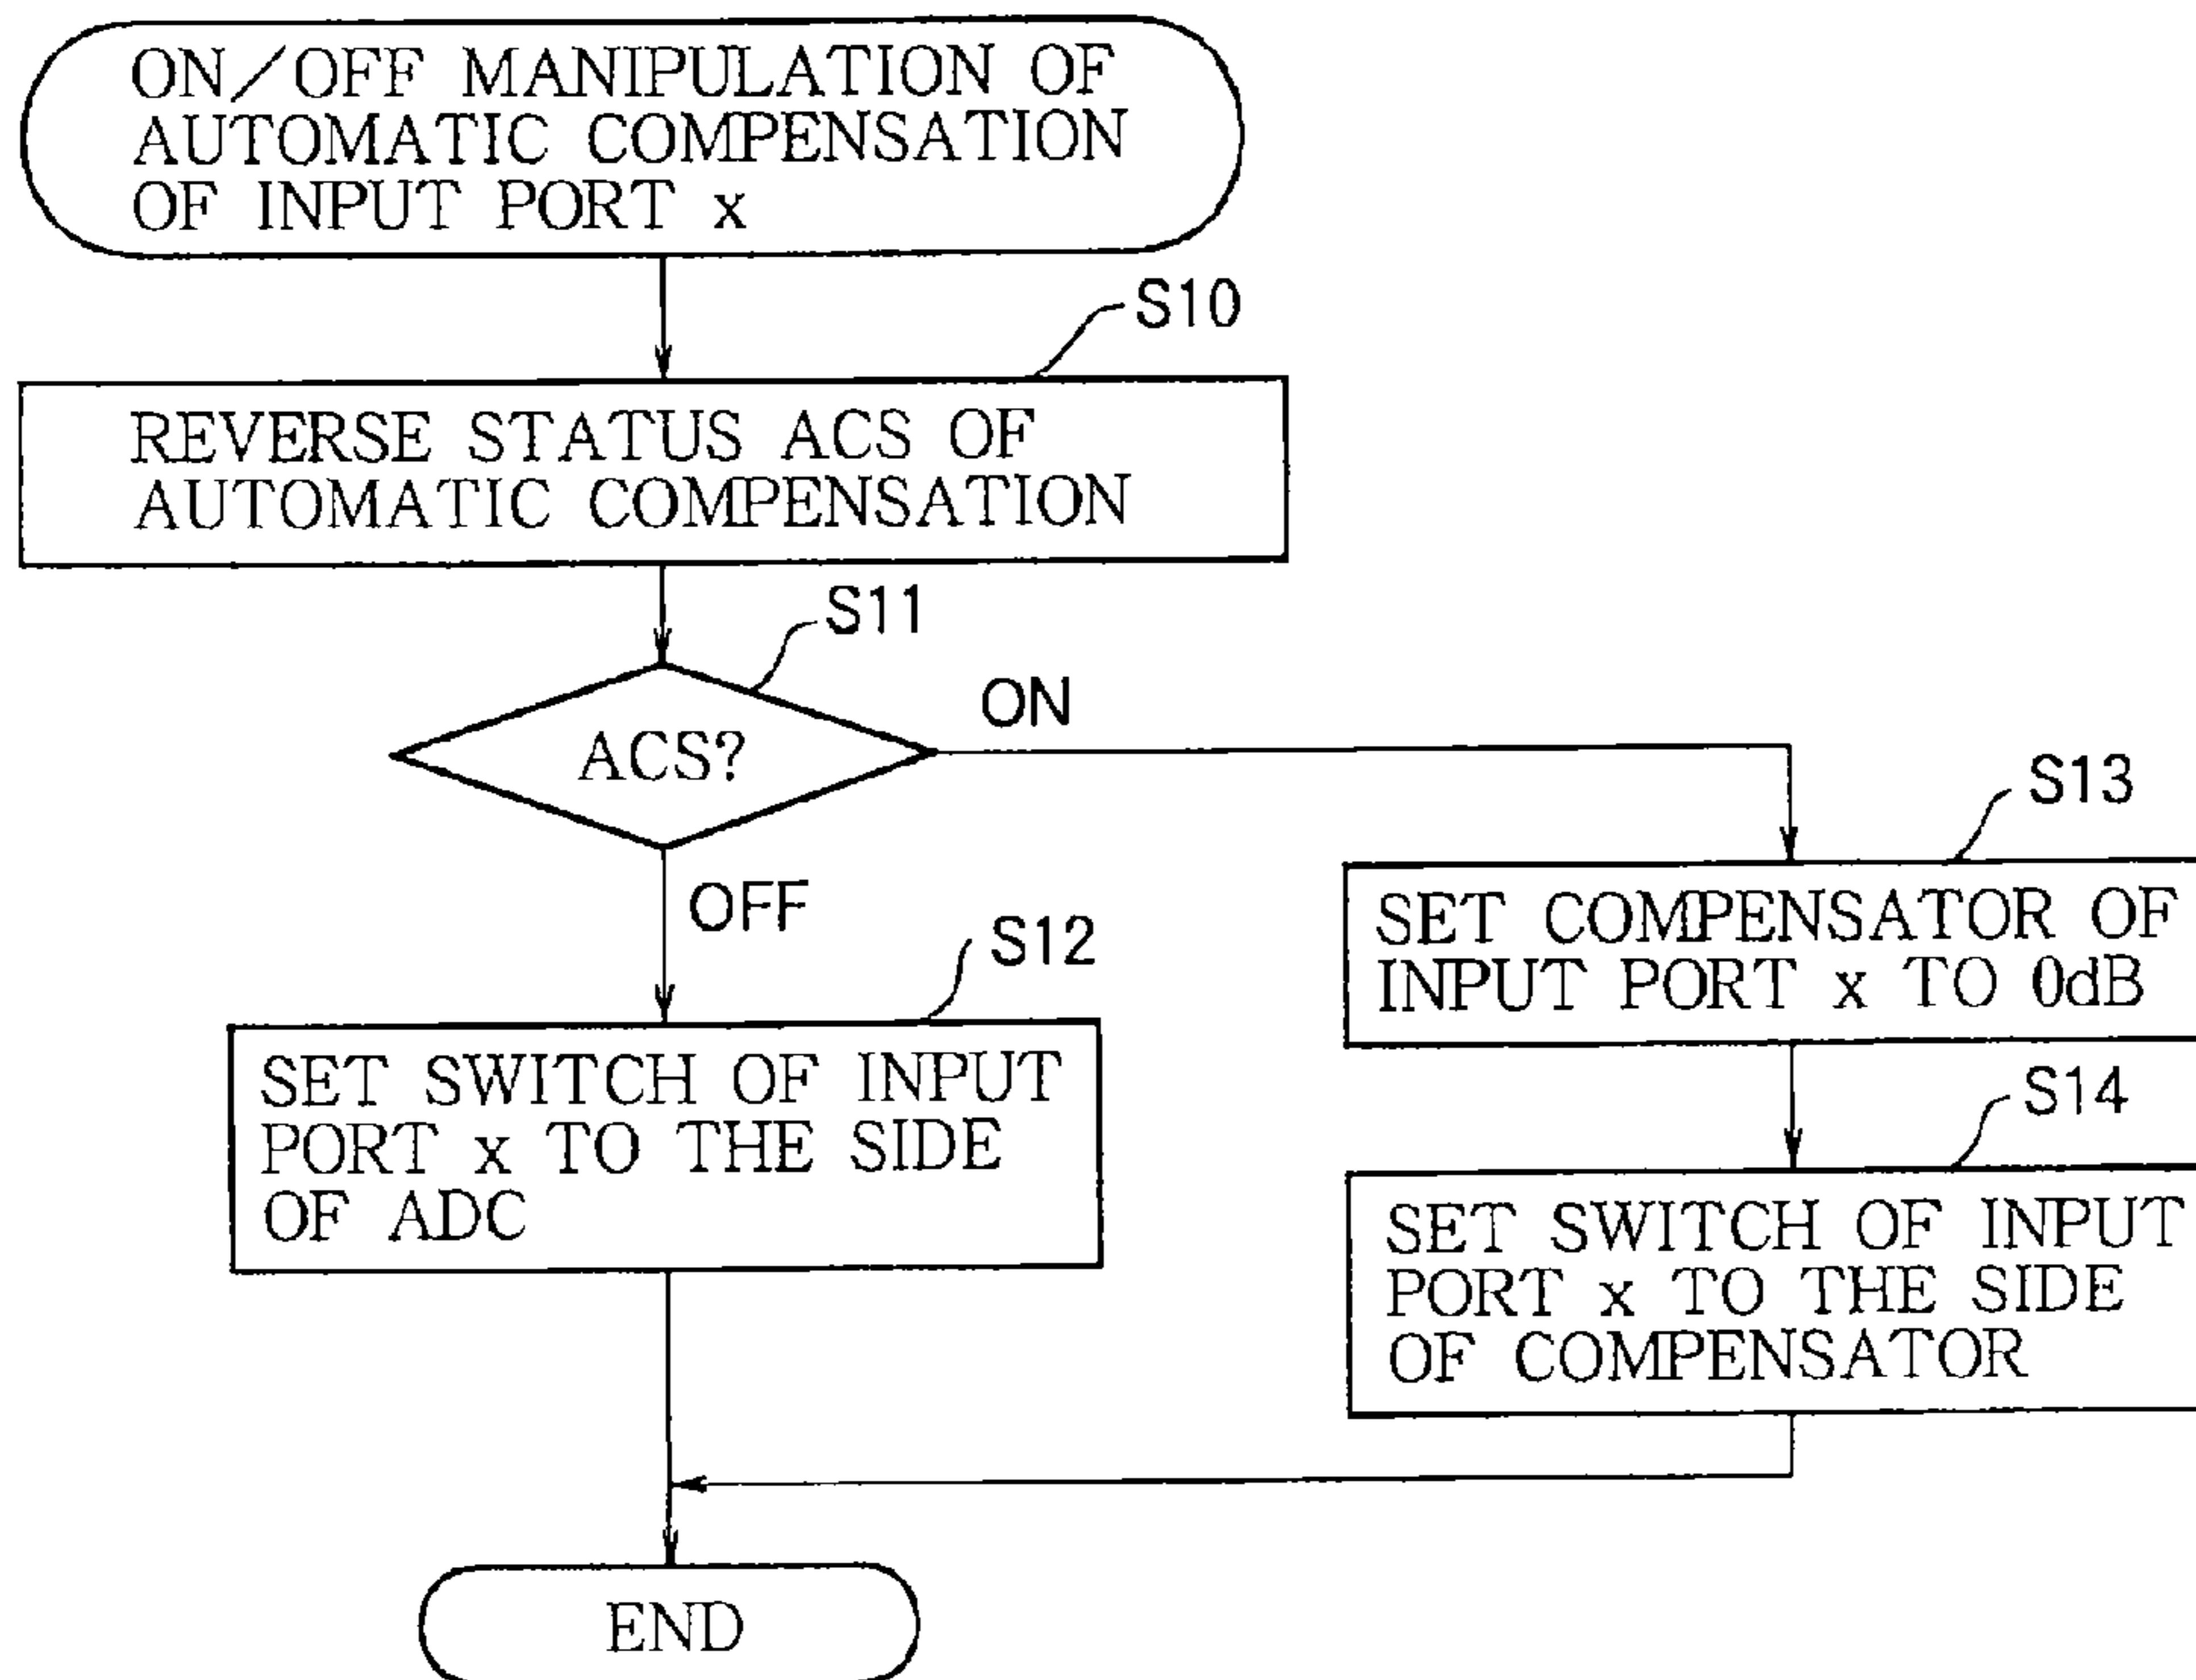 ON/OFF MANIPULATION OF
AUTOMATIC COMPENSATION
OF INPUT PORT x
S10
REVERSE STATUS ACS OF
AUTOMATIC COMPENSATION
S11
ACS?
ON
OFF
S12
SET SWITCH OF INPUT
PORT x TO THE SIDE
OF ADC
S13
SET COMPENSATOR OF
INPUT PORT x TO 0dB
S14
SET SWITCH OF INPUT
PORT x TO THE SIDE
OF COMPENSATOR
END